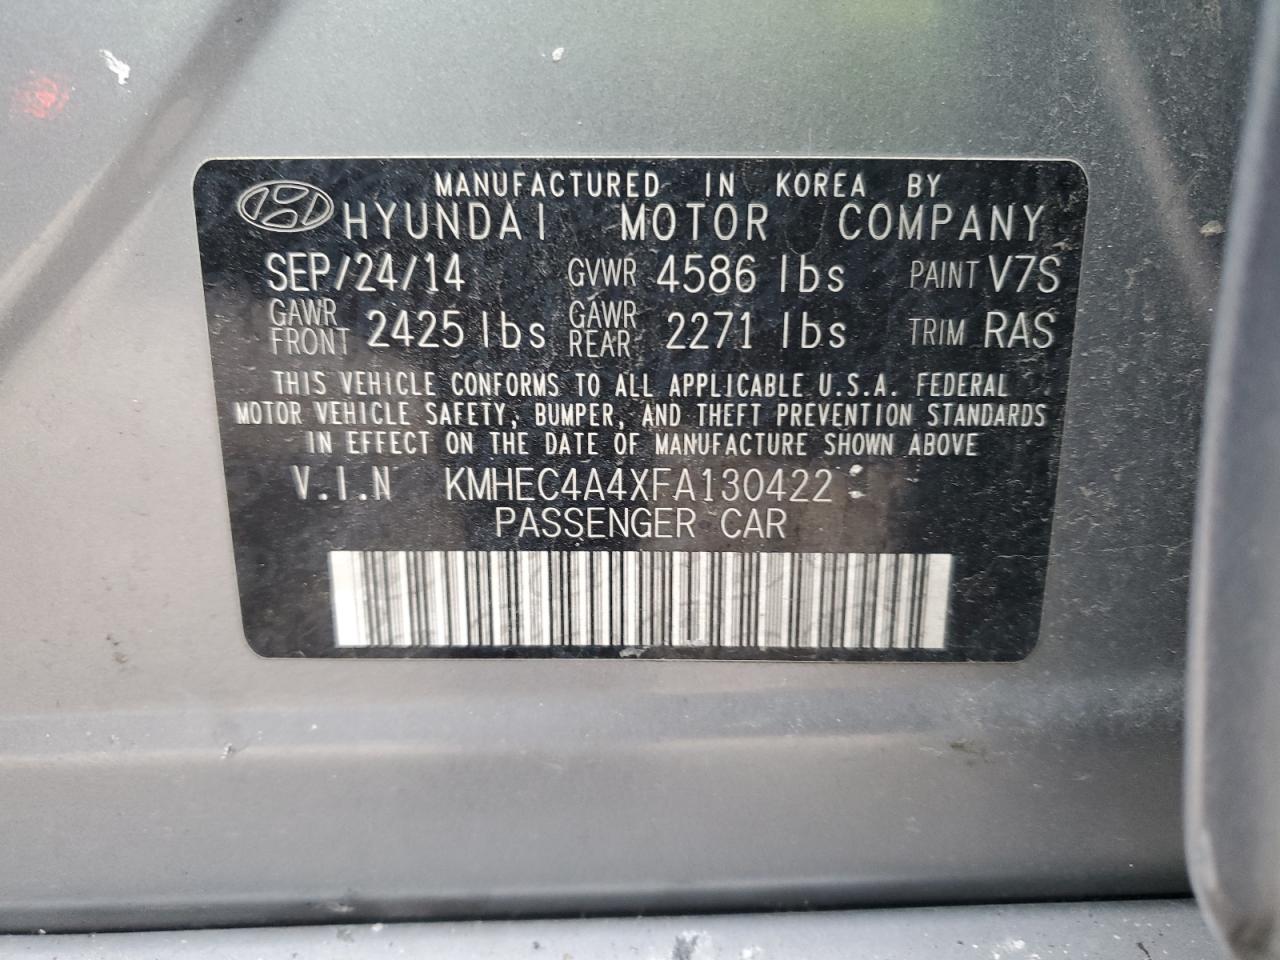 MANUFACTURED IN KOREA BY
HYUNDAI MOTOR COMPANY
SEP/24/14 GVWR 4586 lbs PAINT V7S
GAWR FRONT 2425 lbs GAWR REAR 2271 lbs TRIM RAS
THIS VEHICLE CONFORMS TO ALL APPLICABLE U.S.A. FEDERAL
MOTOR VEHICLE SAFETY, BUMPER, AND THEFT PREVENTION STANDARDS
IN EFFECT ON THE DATE OF MANUFACTURE SHOWN ABOVE
V.I.N KMHEC4A4XFA130422
PASSENGER CAR